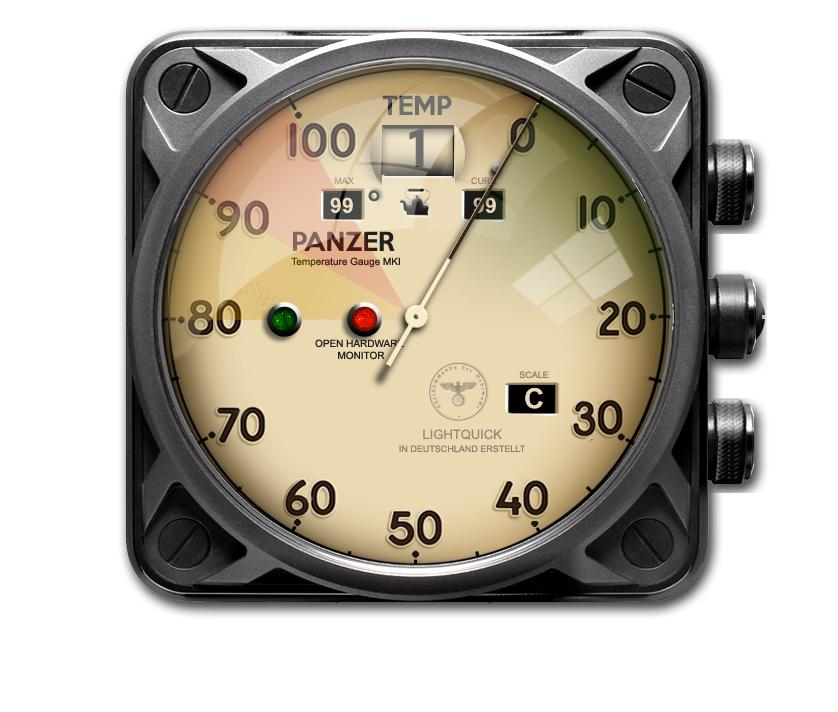 TEMP
100
1
0
MAX
CUR
99
99
90
10
PANZER
Temperature Gauge MKI
80
20
OPEN HARDWAR
MONITOR
SCALE
C
70
30
LIGHTQUICK
IN DEUTSCHLAND ERSTELLT
60
40
50